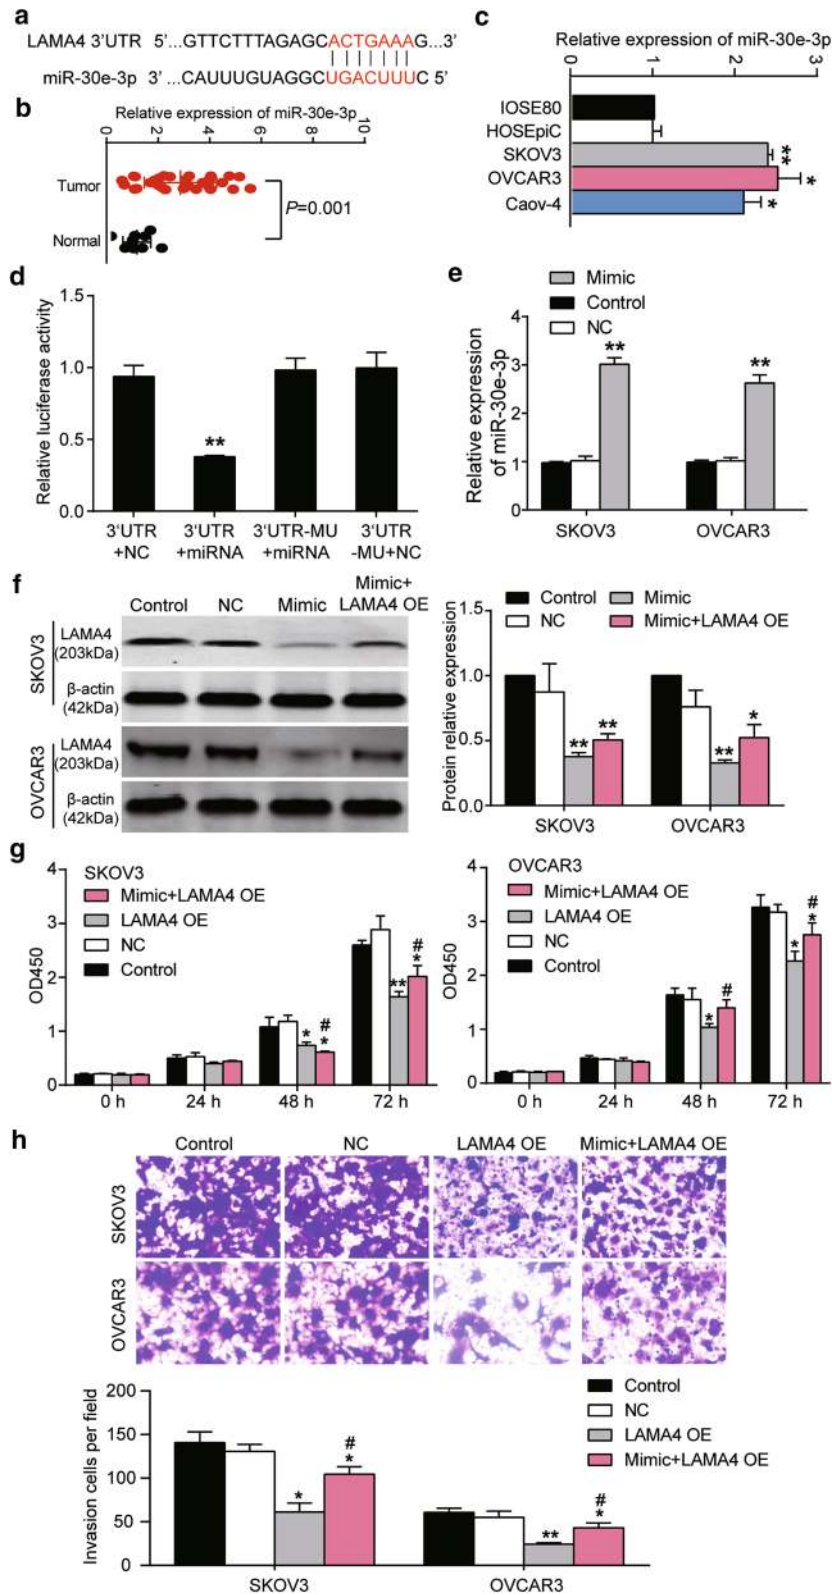 a
LAMA4 3'UTR 5'...GTTCTTTAGAGCACTGAAAG...3'
miR-30e-3p 3' ...CAUUUGUAGGCUGACUUUC 5'
b
Relative expression of miR-30e-3p
0 2 4 6 8 10
Tumor
Normal
P=0.001
c
Relative expression of miR-30e-3p
0 1 2 3
IOSE80
HOSEpiC
SKOV3 **
OVCAR3 *
Caov-4 *
d
Relative luciferase activity
1.5
1.0
0.5
0.0
**
3'UTR 3'UTR 3'UTR-MU 3'UTR
+NC +miRNA +miRNA -MU+NC
e
Mimic
Control
NC
Relative expression
of miR-30e-3p
4
3
2
1
0
** **
SKOV3 OVCAR3
f
Control NC Mimic Mimic+
LAMA4 OE
SKOV3
LAMA4
(203kDa)
β-actin
(42kDa)
OVCAR3
LAMA4
(203kDa)
β-actin
(42kDa)
Control Mimic
NC Mimic+LAMA4 OE
Protein relative expression
1.5
1.0
0.5
0.0
** ** ** *
SKOV3 OVCAR3
g
SKOV3
Mimic+LAMA4 OE
LAMA4 OE
NC
Control
OD450
4
3
2
1
0
* # * ** # *
0 h 24 h 48 h 72 h
OVCAR3
Mimic+LAMA4 OE
LAMA4 OE
NC
Control
OD450
4
3
2
1
0
* # * # *
0 h 24 h 48 h 72 h
h
Control NC LAMA4 OE Mimic+LAMA4 OE
SKOV3
OVCAR3
Invasion cells per field
200
150
100
50
0
Control
NC
LAMA4 OE
Mimic+LAMA4 OE
* # * ** # *
SKOV3 OVCAR3